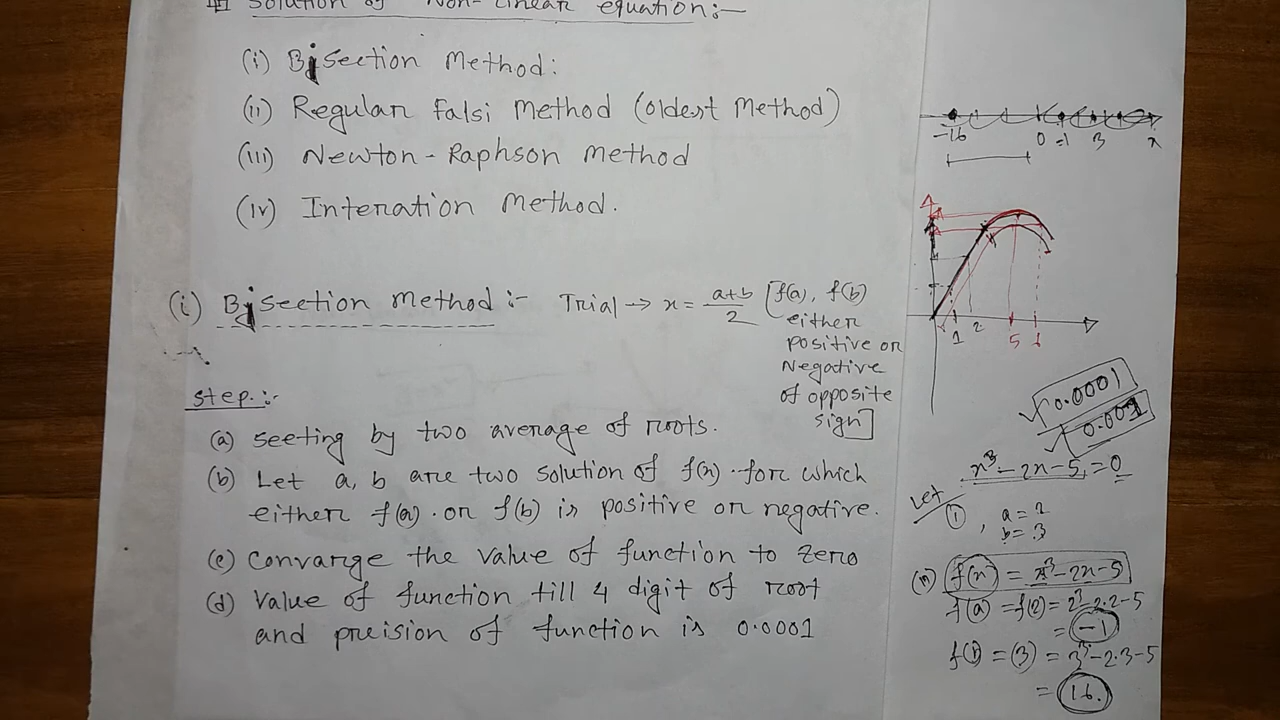 Solution of Non-linear equation:-
(i) Bisection Method:
(ii) Regular Falsi Method (Oldest Method)
(iii) Newton-Raphson Method
(iv) Interation Method.
-16 0 1 3 x
1 2 5 6
(i) Bisection Method:- Trial → x = a+b/2 [f(a), f(b)
either
positive or
Negative
of opposite
sign]
step:-
(a) seeting by two average of roots.
(b) Let a, b are two solution of f(x) for which
either f(a) or f(b) is positive or negative.
(c) Convarge the value of function to zero
(d) value of function till 4 digit of root
and precision of function is 0.0001
0.0001
0.001
x³-2x-5=0
Let
(1), a=2
b=3
f(x) = x³-2x-5
f(a) = f(2) = 2³-2.2-5
= -1
f(b) = (3) = 3³-2.3-5
= 16.